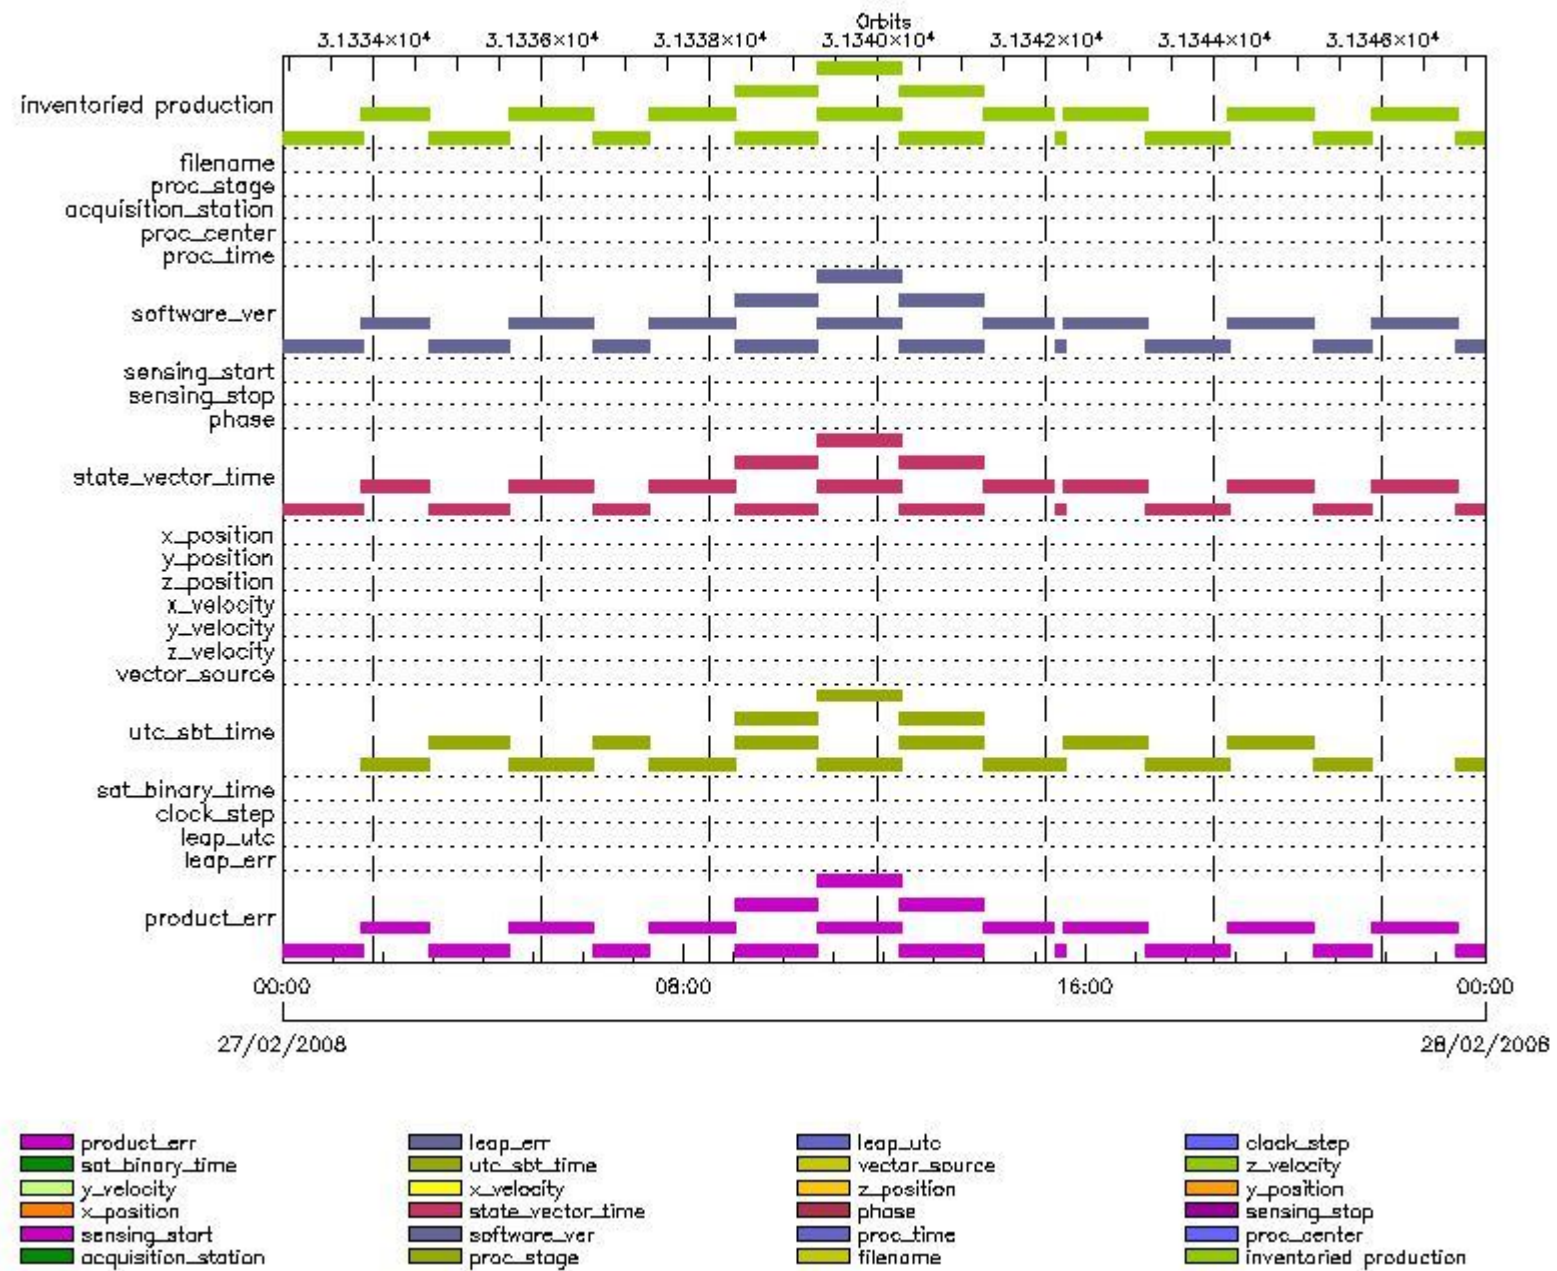 Orbits
3.1334×10⁴ 3.1336×10⁴ 3.1338×10⁴ 3.1340×10⁴ 3.1342×10⁴ 3.1344×10⁴ 3.1346×10⁴
inventoried production
filename
proc_stage
acquisition_station
proc_center
proc_time
software_ver
sensing_start
sensing_stop
phase
state_vector_time
x_position
y_position
z_position
x_velocity
y_velocity
z_velocity
vector_source
utc_sbt_time
sat_binary_time
clock_step
leap_utc
leap_err
product_err
00:00 08:00 16:00 00:00
27/02/2008 28/02/2008
product_err leap_err leap_utc clock_step
sat_binary_time utc_sbt_time vector_source z_velocity
y_velocity x_velocity z_position y_position
x_position state_vector_time phase sensing_stop
sensing_start software_ver proc_time proc_center
acquisition_station proc_stage filename inventoried production